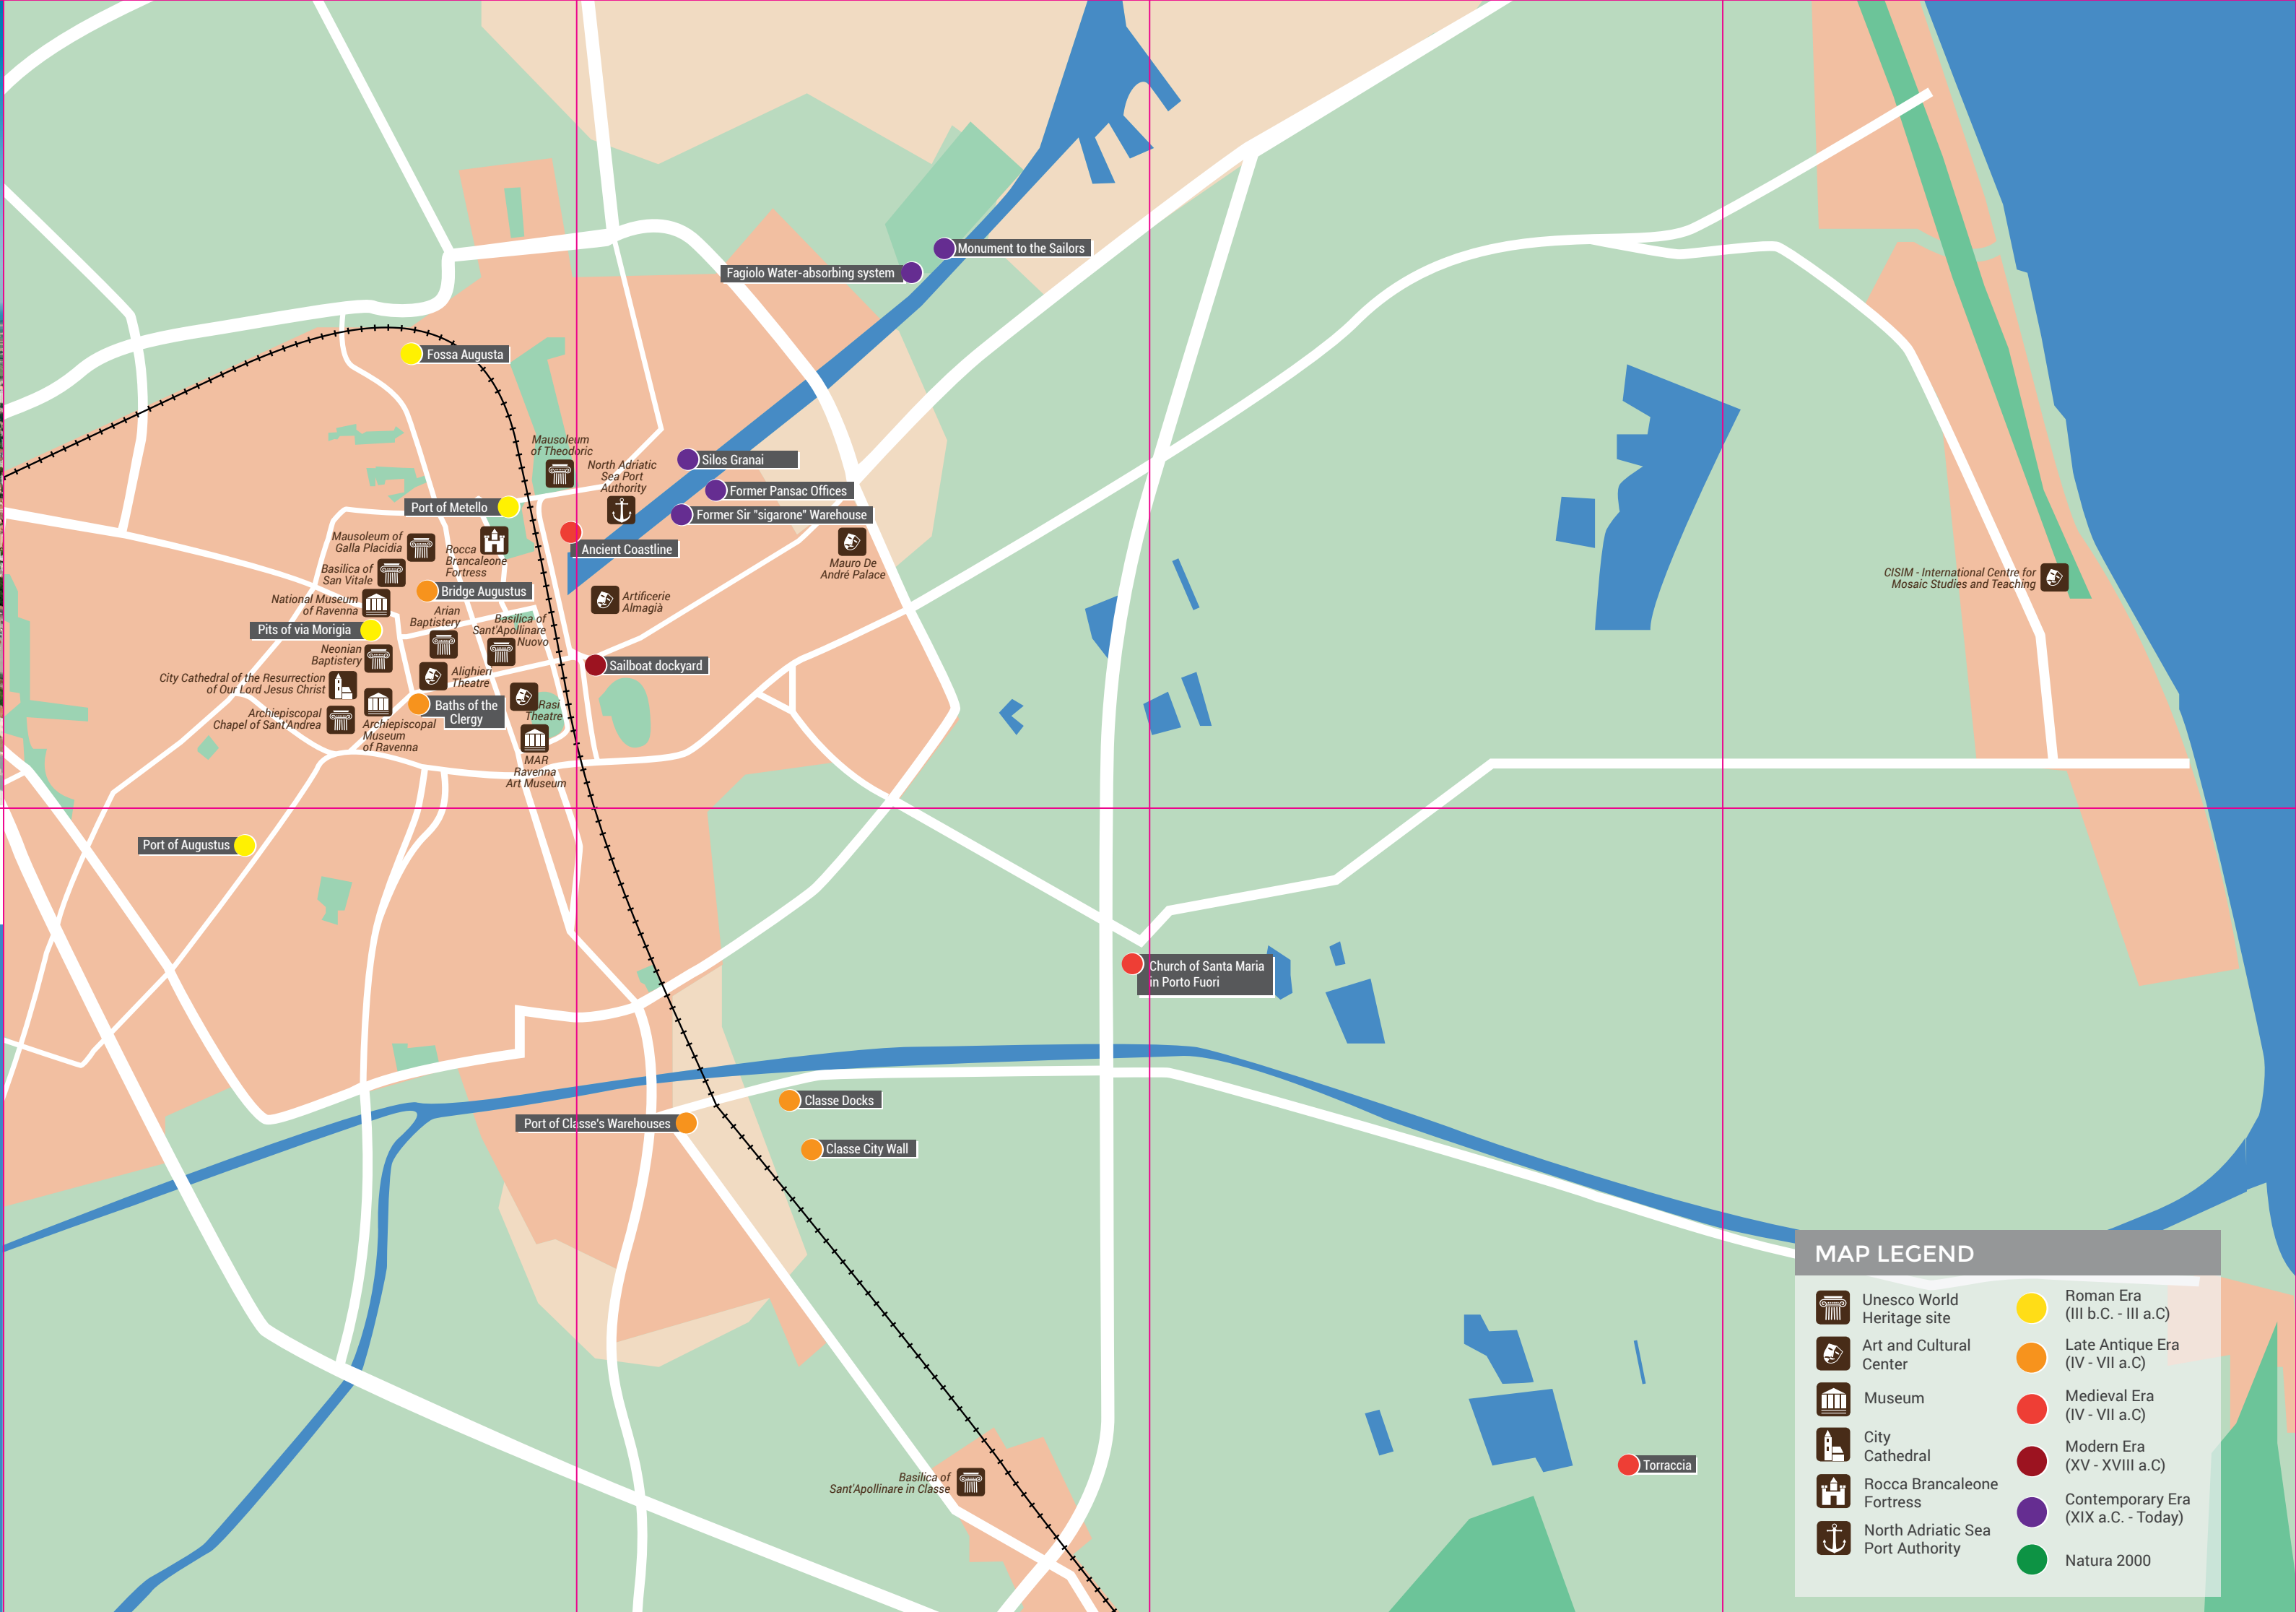 Monument to the Sailors
Fagiolo Water-absorbing system
Fossa Augusta
Mausoleum
of Theodoric
North Adriatic
Sea Port
Authority
Silos Granai
Former Pansac Offices
Former Sir "sigarone" Warehouse
Port of Metello
Ancient Coastline
Mauro De
André Palace
Mausoleum of
Galla Placidia
Rocca
Brancaleone
Fortress
Basilica of
San Vitale
Bridge Augustus
National Museum
of Ravenna
Arian
Baptistery
Basilica of
Sant'Apollinare
Nuovo
Artificerie
Almagià
CISIM - International Centre for
Mosaic Studies and Teaching
Pits of via Morigia
Neonian
Baptistery
Sailboat dockyard
City Cathedral of the Resurrection
of Our Lord Jesus Christ
Alighieri
Theatre
Archiepiscopal
Chapel of Sant'Andrea
Archiepiscopal
Museum
of Ravenna
Baths of the
Clergy
Rasi
Theatre
MAR
Ravenna
Art Museum
Port of Augustus
Church of Santa Maria
in Porto Fuori
Classe Docks
Port of Classe's Warehouses
Classe City Wall
Basilica of
Sant'Apollinare in Classe
Torraccia
MAP LEGEND
Unesco World
Heritage site
Art and Cultural
Center
Museum
City
Cathedral
Rocca Brancaleone
Fortress
North Adriatic Sea
Port Authority
Roman Era
(III b.C. - III a.C)
Late Antique Era
(IV - VII a.C)
Medieval Era
(IV - VII a.C)
Modern Era
(XV - XVIII a.C)
Contemporary Era
(XIX a.C. - Today)
Natura 2000